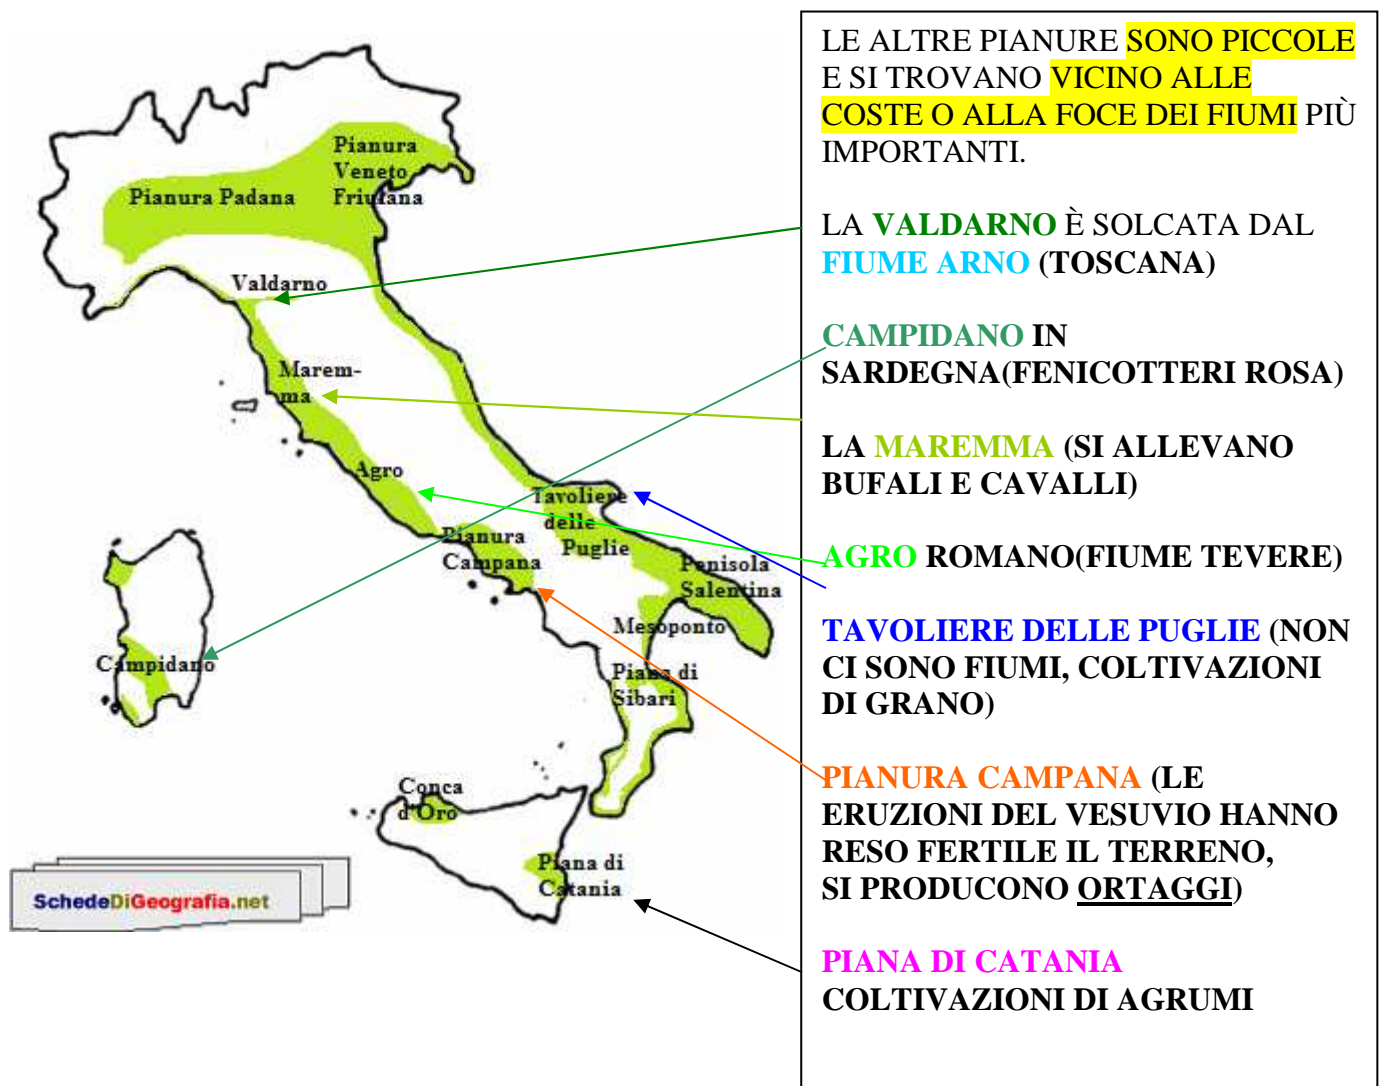 Pianura
Veneto
Friulana
Pianura Padana
Valdarno
Marem-
ma
Agro
Tavoliere
delle
Puglie
Pianura
Campana
Penisola
Salentina
Mesoponto
Campidano
Piana di
Sibari
Conca
d'Oro
Piana di
Catania
SchedeDiGeografia.net
LE ALTRE PIANURE SONO PICCOLE
E SI TROVANO VICINO ALLE
COSTE O ALLA FOCE DEI FIUMI PIÙ
IMPORTANTI.
LA VALDARNO È SOLCATA DAL
FIUME ARNO (TOSCANA)
CAMPIDANO IN
SARDEGNA(FENICOTTERI ROSA)
LA MAREMMA (SI ALLEVANO
BUFALI E CAVALLI)
AGRO ROMANO(FIUME TEVERE)
TAVOLIERE DELLE PUGLIE (NON
CI SONO FIUMI, COLTIVAZIONI
DI GRANO)
PIANURA CAMPANA (LE
ERUZIONI DEL VESUVIO HANNO
RESO FERTILE IL TERRENO,
SI PRODUCONO ORTAGGI)
PIANA DI CATANIA
COLTIVAZIONI DI AGRUMI